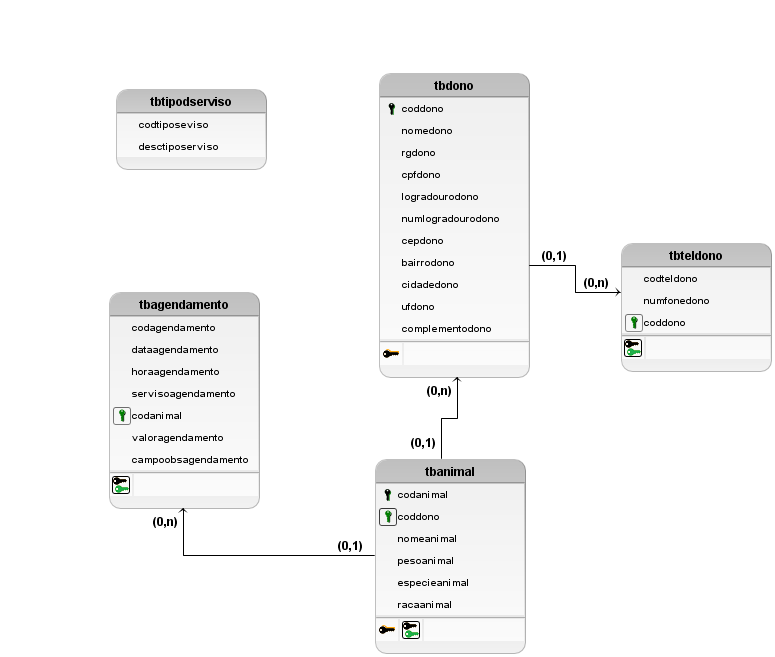 tbtipodserviso
codtiposeviso
desctiposerviso
tbdono
coddono
nomedono
rgdono
cpfdono
logradourodono
numlogradourodono
cepdono
bairrodono
cidadedono
ufdono
complementodono
(0,1)
(0,n)
tbteldono
codteldono
numfonedono
coddono
tbagendamento
codagendamento
dataagendamento
horaagendamento
servisoagendamento
codanimal
valoragendamento
campoobsagendamento
(0,n)
(0,1)
(0,n)
(0,1)
tbanimal
codanimal
coddono
nomeanimal
pesoanimal
especieanimal
racaanimal